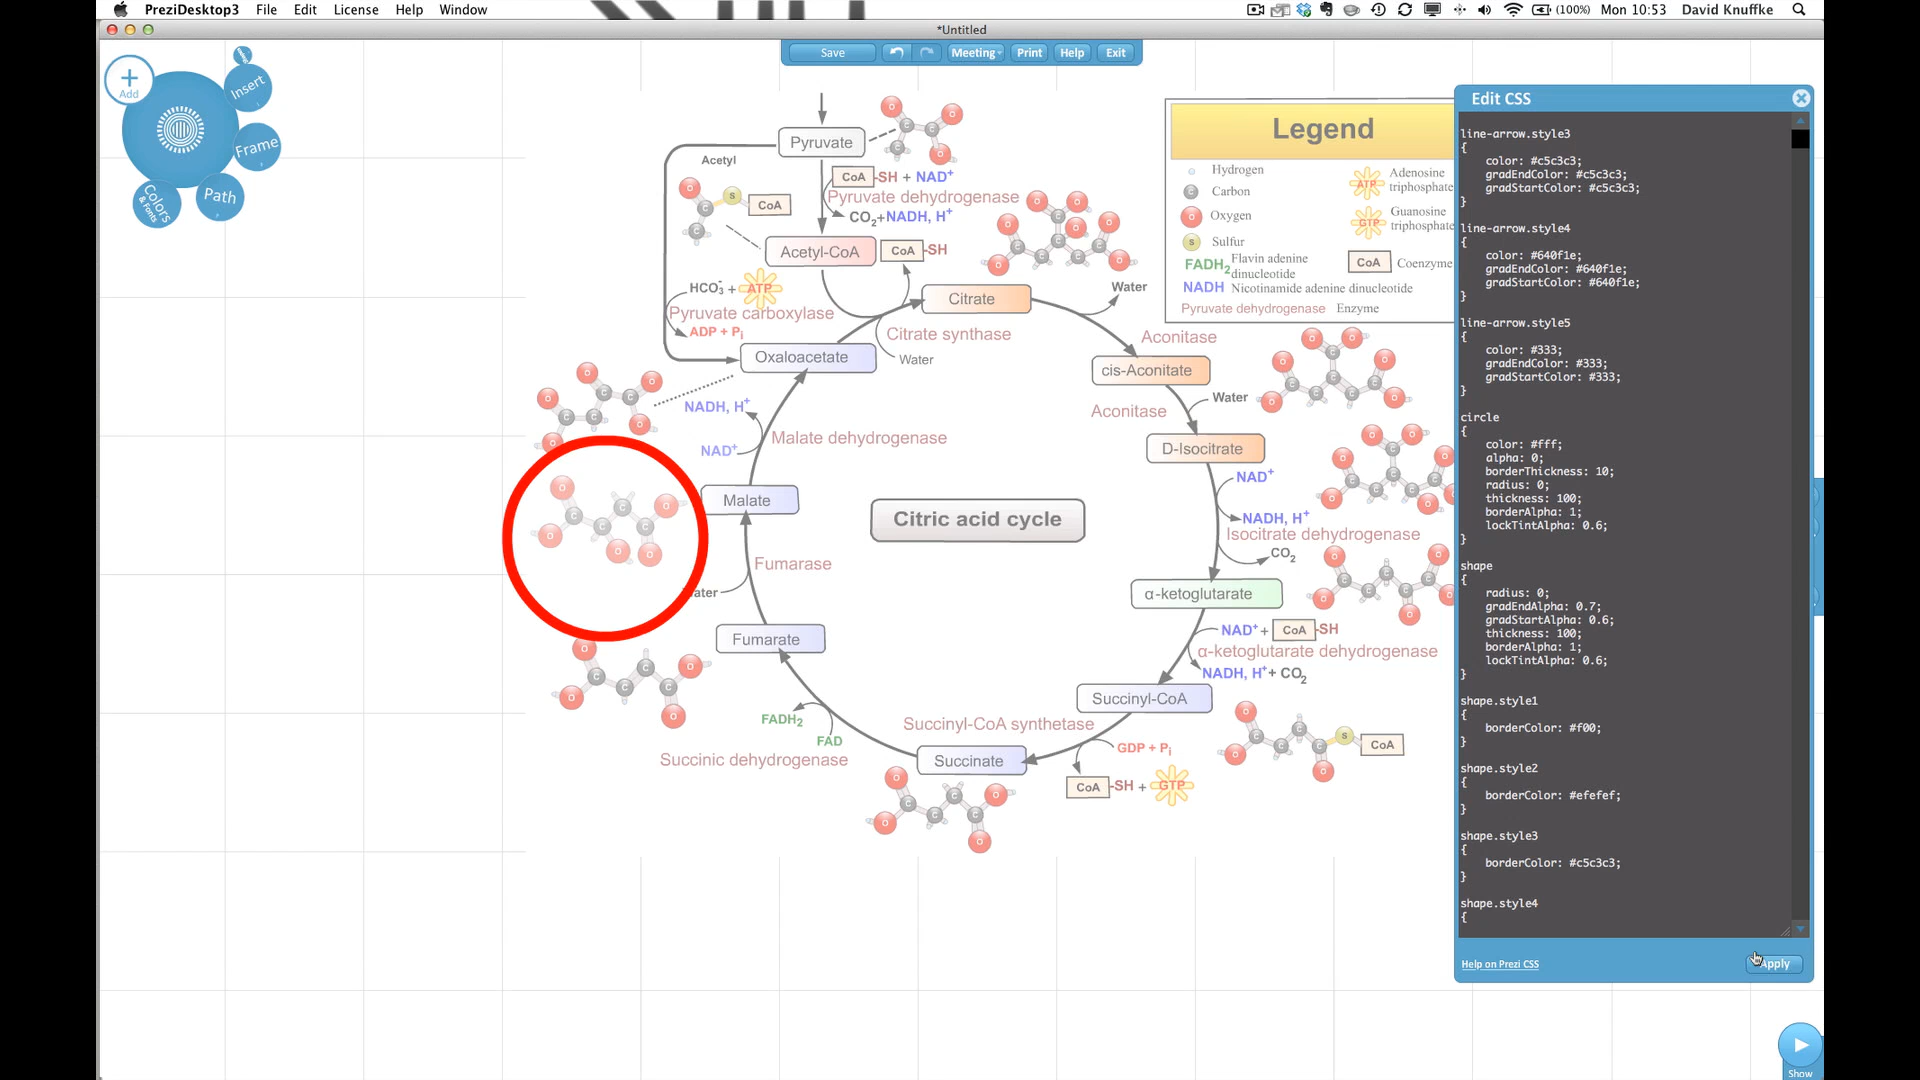 PreziDesktop3 File Edit License Help Window
(100%) Mon 10:53 David Knuffke
*Untitled
Save Meeting Print Help Exit
Add
Insert
Frame
Path
Colors & Fonts
Pyruvate
Acetyl
CoA -SH + NAD+
Pyruvate dehydrogenase
CO2+NADH, H+
S CoA
Acetyl-CoA CoA -SH
HCO3- + ATP
Pyruvate carboxylase
ADP + Pi
Citrate
Water
Citrate synthase
Water
Oxaloacetate
Aconitase
cis-Aconitate
Water
Aconitase
D-Isocitrate
NADH, H+
Malate dehydrogenase
NAD+
NAD+
NADH, H+
Isocitrate dehydrogenase
CO2
Malate
Citric acid cycle
Fumarase
ater
α-ketoglutarate
NAD+ + CoA -SH
α-ketoglutarate dehydrogenase
NADH, H+ + CO2
Fumarate
Succinyl-CoA
FADH2
FAD
Succinyl-CoA synthetase
GDP + Pi
S CoA
Succinic dehydrogenase
Succinate
CoA -SH + GTP
Legend
Hydrogen
C Carbon
O Oxygen
S Sulfur
FADH2 Flavin adenine
dinucleotide
NADH Nicotinamide adenine dinucleotide
Pyruvate dehydrogenase Enzyme
ATP Adenosine
triphosphate
GTP Guanosine
triphosphate
CoA Coenzyme
Edit CSS
line-arrow.style3
{
color: #c5c3c3;
gradEndColor: #c5c3c3;
gradStartColor: #c5c3c3;
}
line-arrow.style4
{
color: #640f1e;
gradEndColor: #640f1e;
gradStartColor: #640f1e;
}
line-arrow.style5
{
color: #333;
gradEndColor: #333;
gradStartColor: #333;
}
circle
{
color: #fff;
alpha: 0;
borderThickness: 10;
radius: 0;
thickness: 100;
borderAlpha: 1;
lockTintAlpha: 0.6;
}
shape
{
radius: 0;
gradEndAlpha: 0.7;
gradStartAlpha: 0.6;
thickness: 100;
borderAlpha: 1;
lockTintAlpha: 0.6;
}
shape.style1
{
borderColor: #f00;
}
shape.style2
{
borderColor: #efefef;
}
shape.style3
{
borderColor: #c5c3c3;
}
shape.style4
{
Help on Prezi CSS
Apply
Show